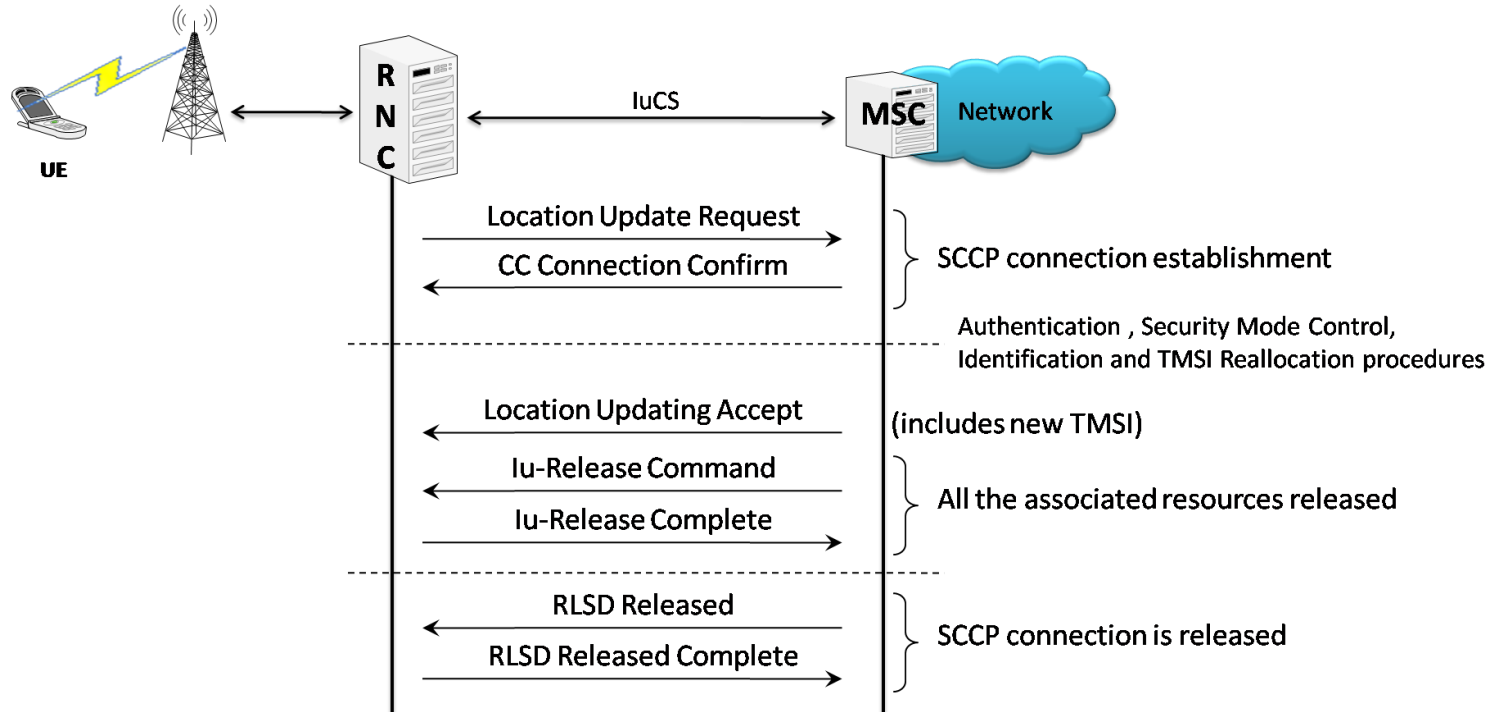 RNC
IuCS
MSC
Network
UE
Location Update Request
CC Connection Confirm
SCCP connection establishment
Authentication , Security Mode Control,
Identification and TMSI Reallocation procedures
Location Updating Accept
(includes new TMSI)
Iu-Release Command
Iu-Release Complete
All the associated resources released
RLSD Released
RLSD Released Complete
SCCP connection is released